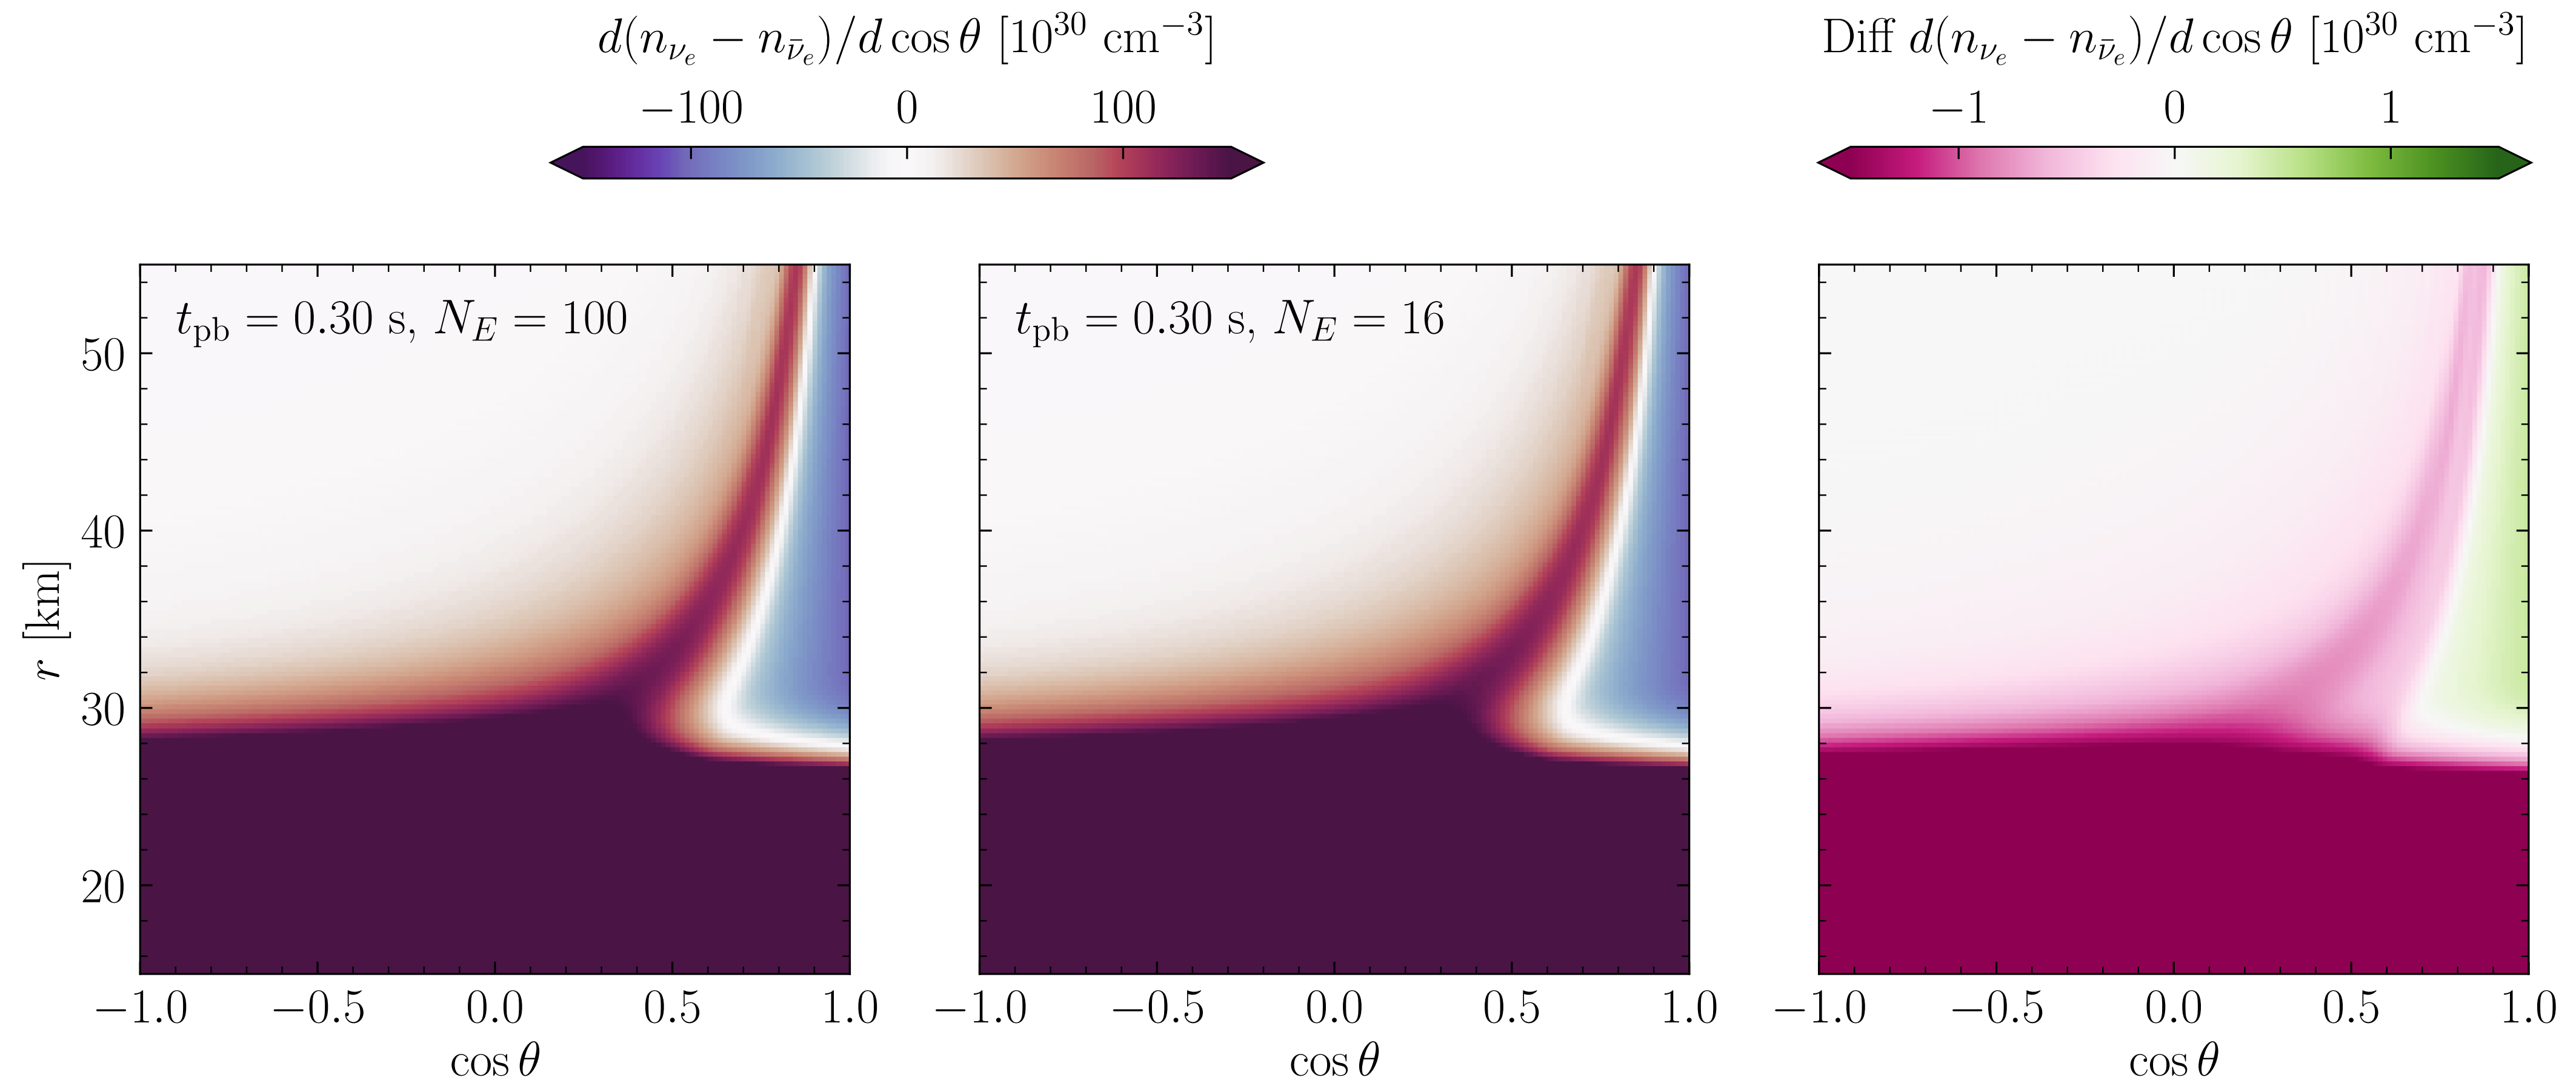 d(n_{ν_e} − n_{ν̄_e})/d cos θ [10^{30} cm^{−3}]
−100 0 100
Diff d(n_{ν_e} − n_{ν̄_e})/d cos θ [10^{30} cm^{−3}]
−1 0 1
t_{pb} = 0.30 s, N_E = 100
t_{pb} = 0.30 s, N_E = 16
r [km]
50
40
30
20
−1.0 −0.5 0.0 0.5 1.0
cos θ
−1.0 −0.5 0.0 0.5 1.0
cos θ
−1.0 −0.5 0.0 0.5 1.0
cos θ